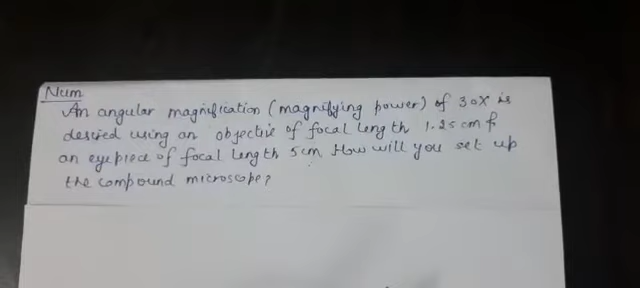 Num
An angular magnification (magnifying power) of 30X is
desried using an objective of focal length 1.25 cm &
an eyepiece of focal length 5cm How will you set up
the compound microscope?